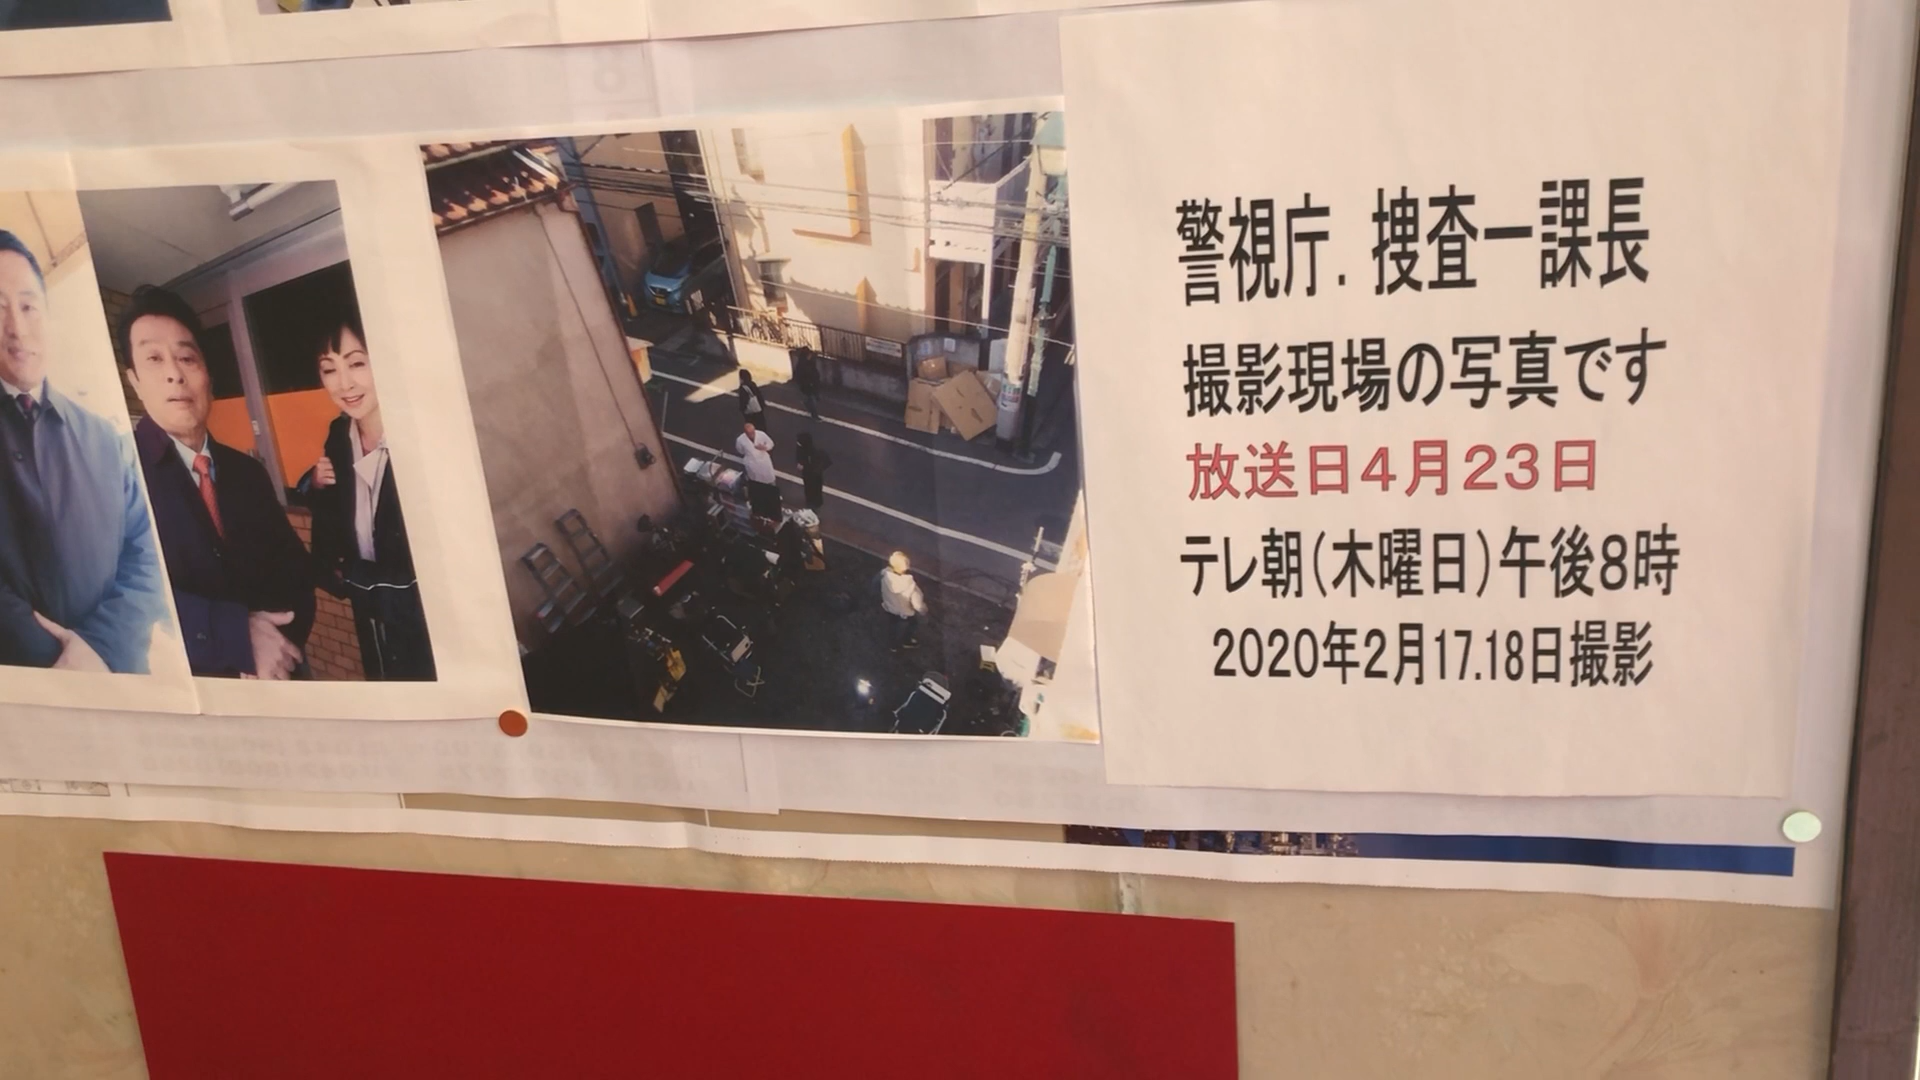 警視庁.捜査一課長
撮影現場の写真です
放送日4月23日
テレ朝(木曜日)午後8時
2020年2月17.18日撮影